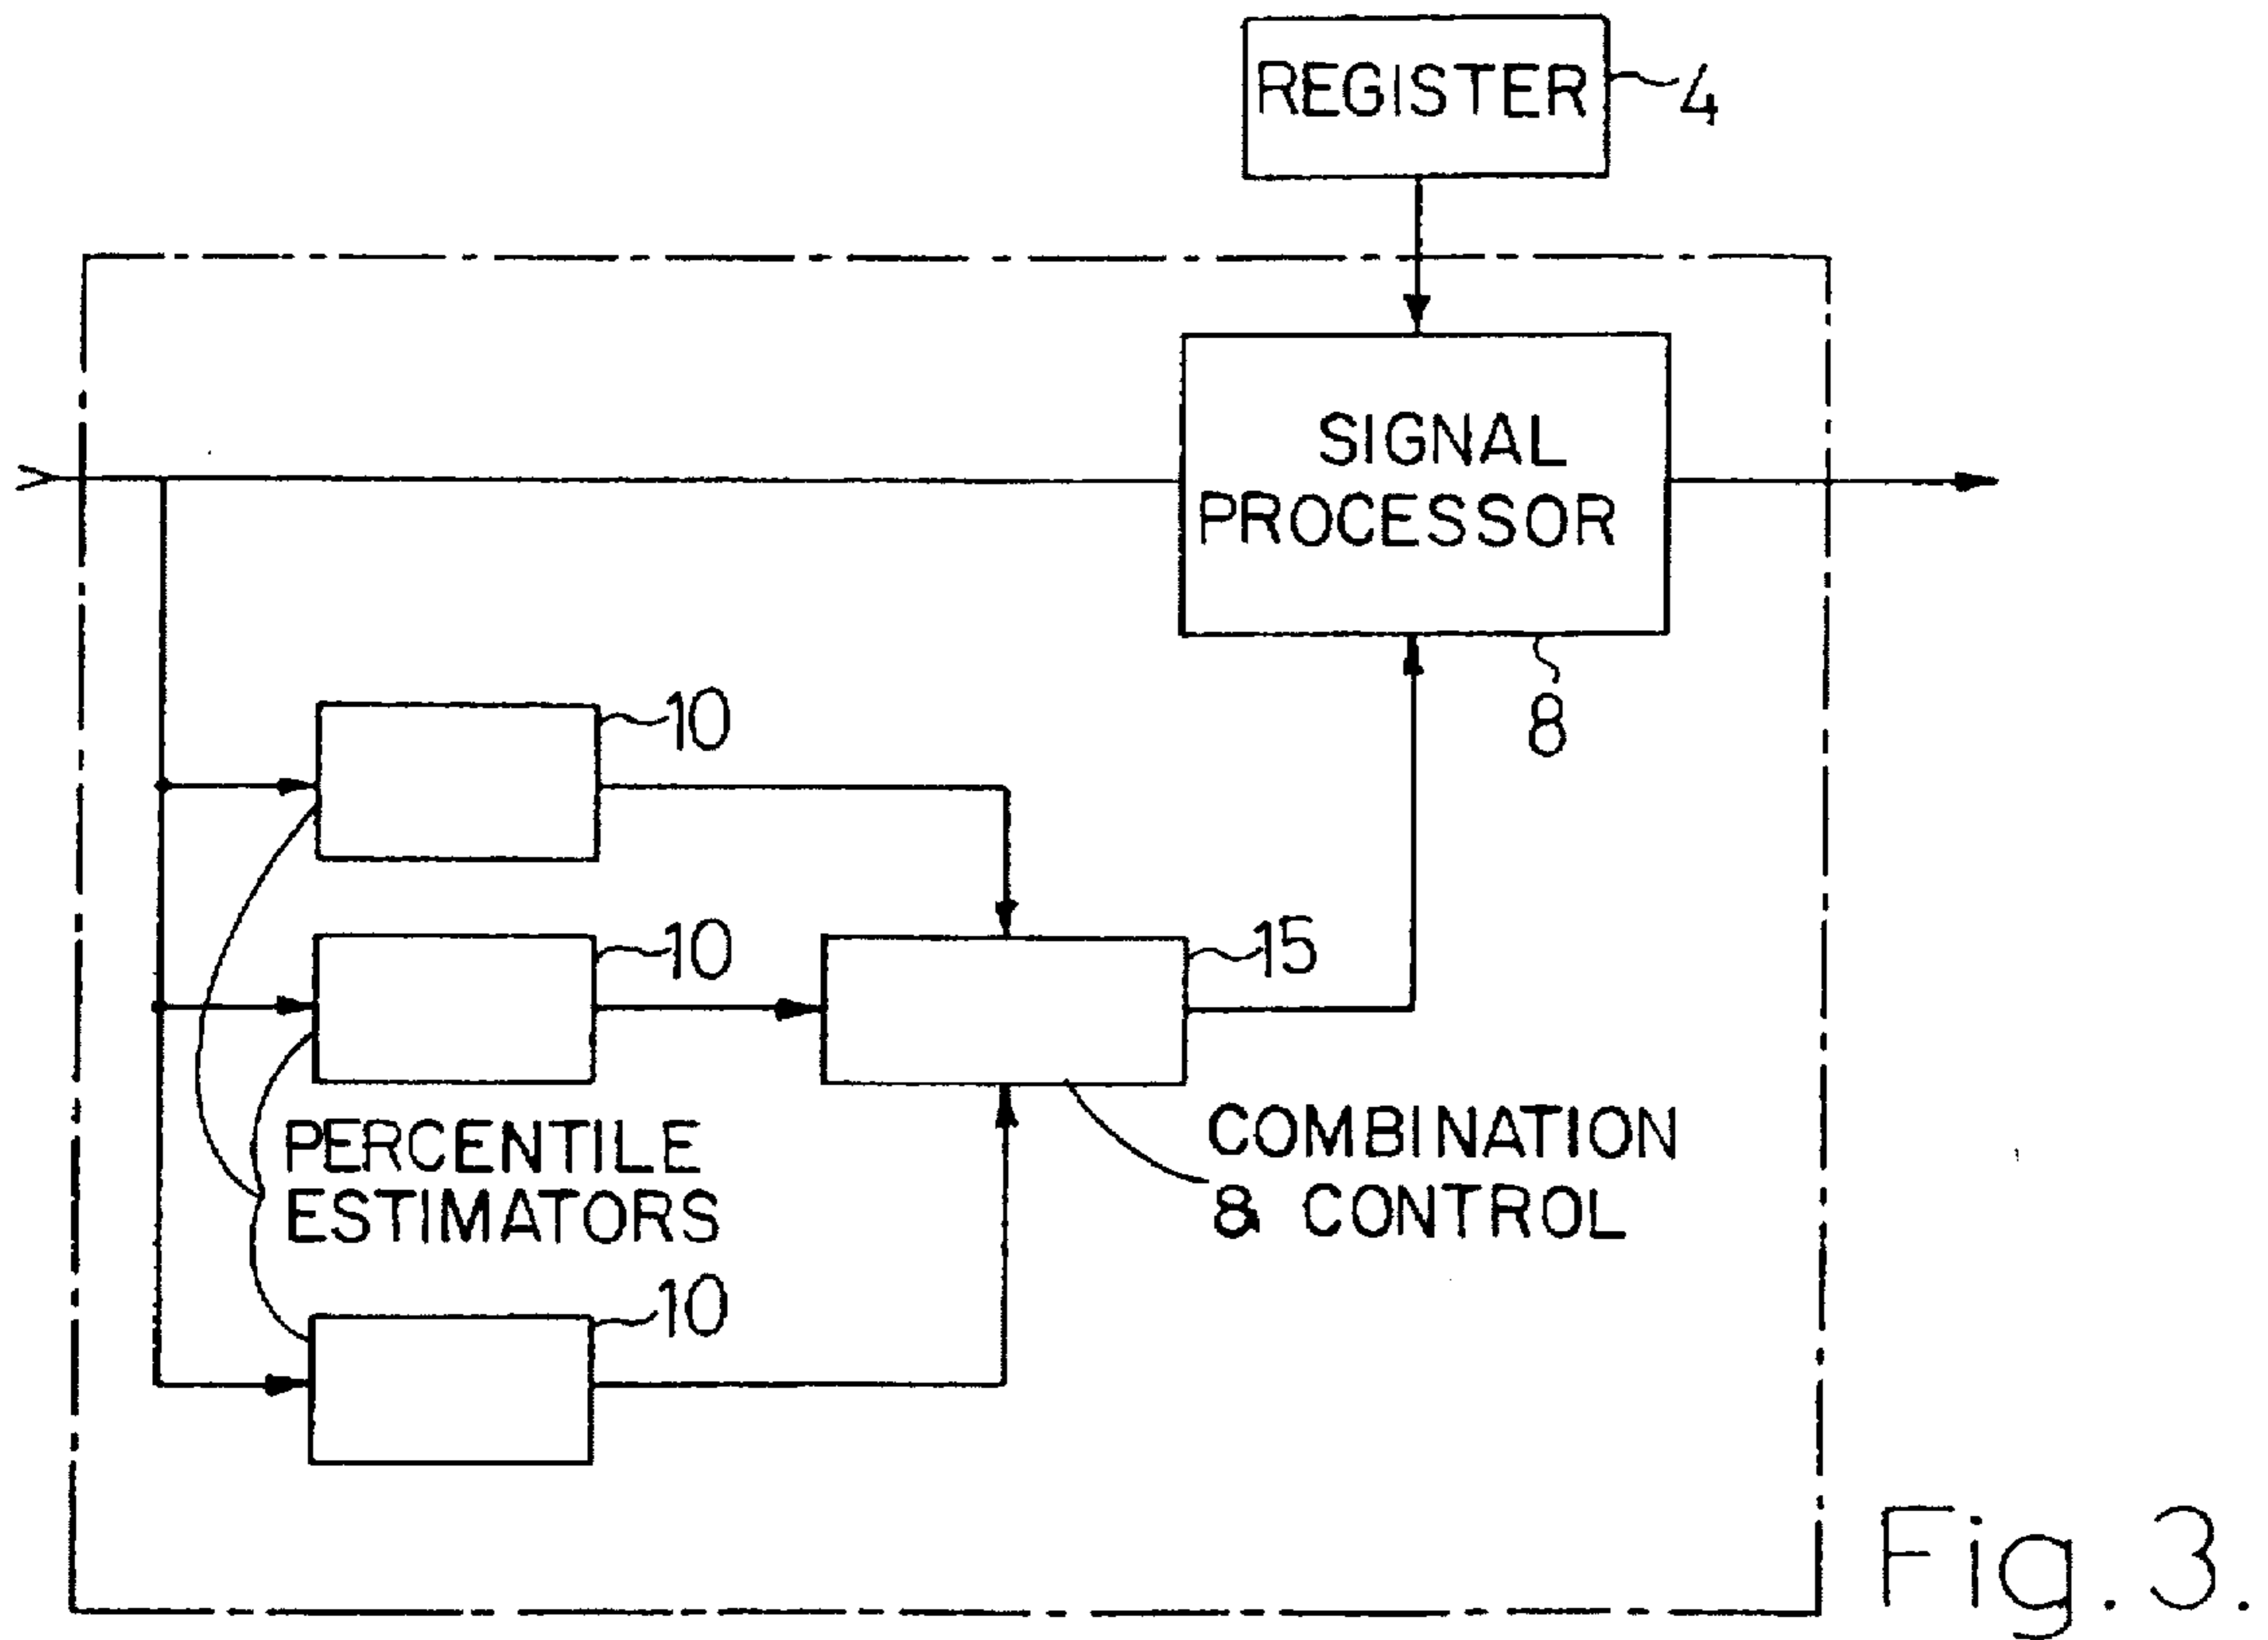 REGISTER
4
SIGNAL
PROCESSOR
8
10
10
15
PERCENTILE
ESTIMATORS
COMBINATION
& CONTROL
10
Fig. 3.